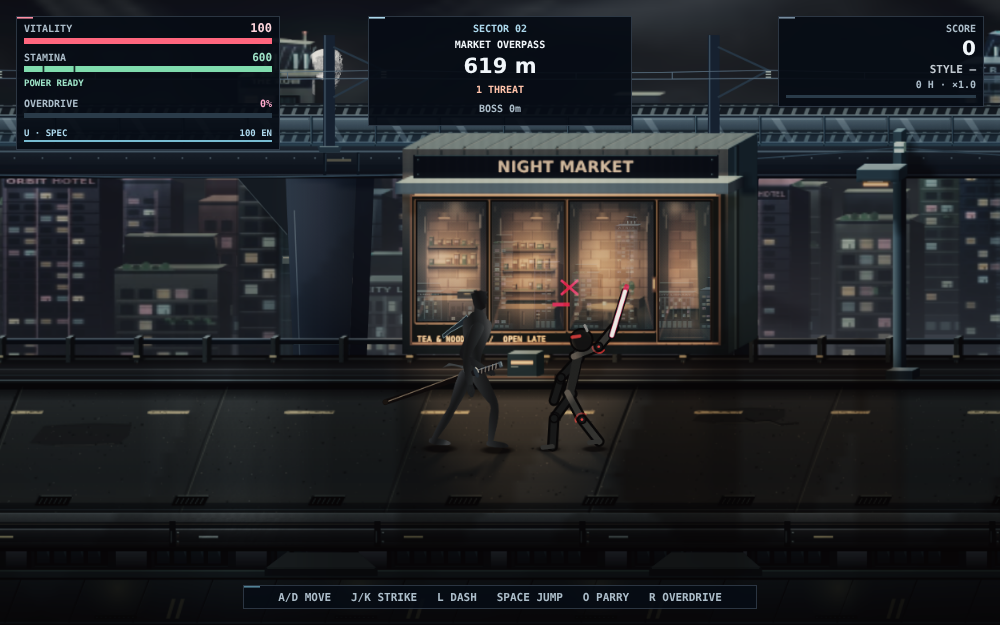 VITALITY 100
STAMINA 600
POWER READY
OVERDRIVE 0%
U · SPEC 100 EN
SECTOR 02
MARKET OVERPASS
619 m
1 THREAT
BOSS 0m
SCORE
0
STYLE —
0 H · ×1.0
NIGHT MARKET
ORBIT HOTEL
HOTEL
TEA & NOOD / OPEN LATE
A/D MOVE J/K STRIKE L DASH SPACE JUMP O PARRY R OVERDRIVE